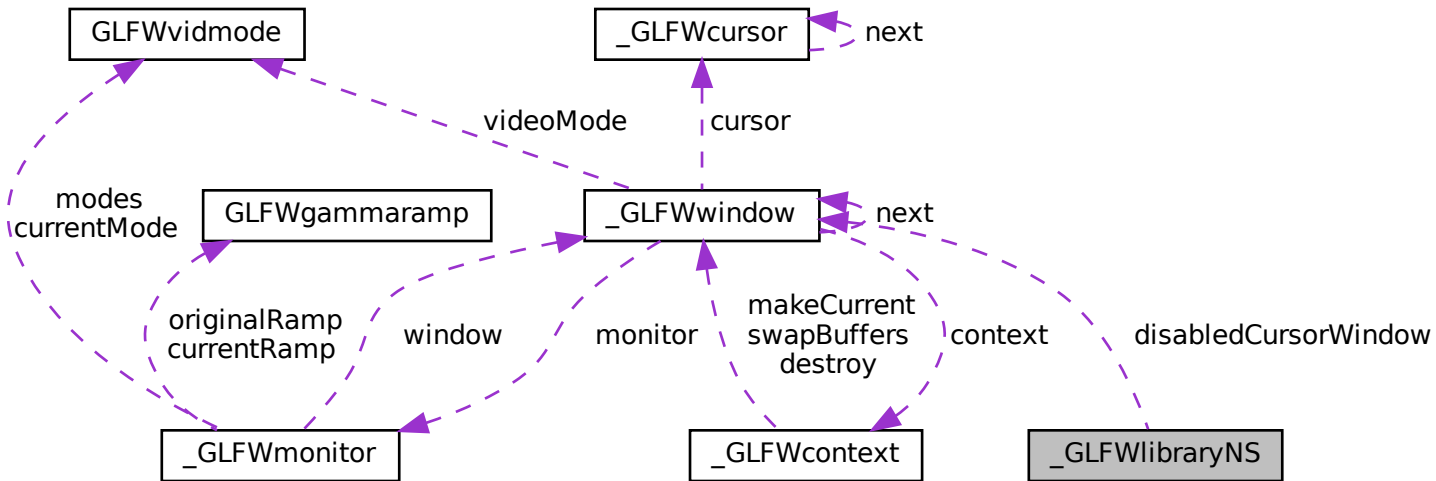 GLFWvidmode
_GLFWcursor
next
videoMode
cursor
modes
currentMode
GLFWgammaramp
_GLFWwindow
next
originalRamp
currentRamp
window
monitor
makeCurrent
swapBuffers
destroy
context
disabledCursorWindow
_GLFWmonitor
_GLFWcontext
_GLFWlibraryNS